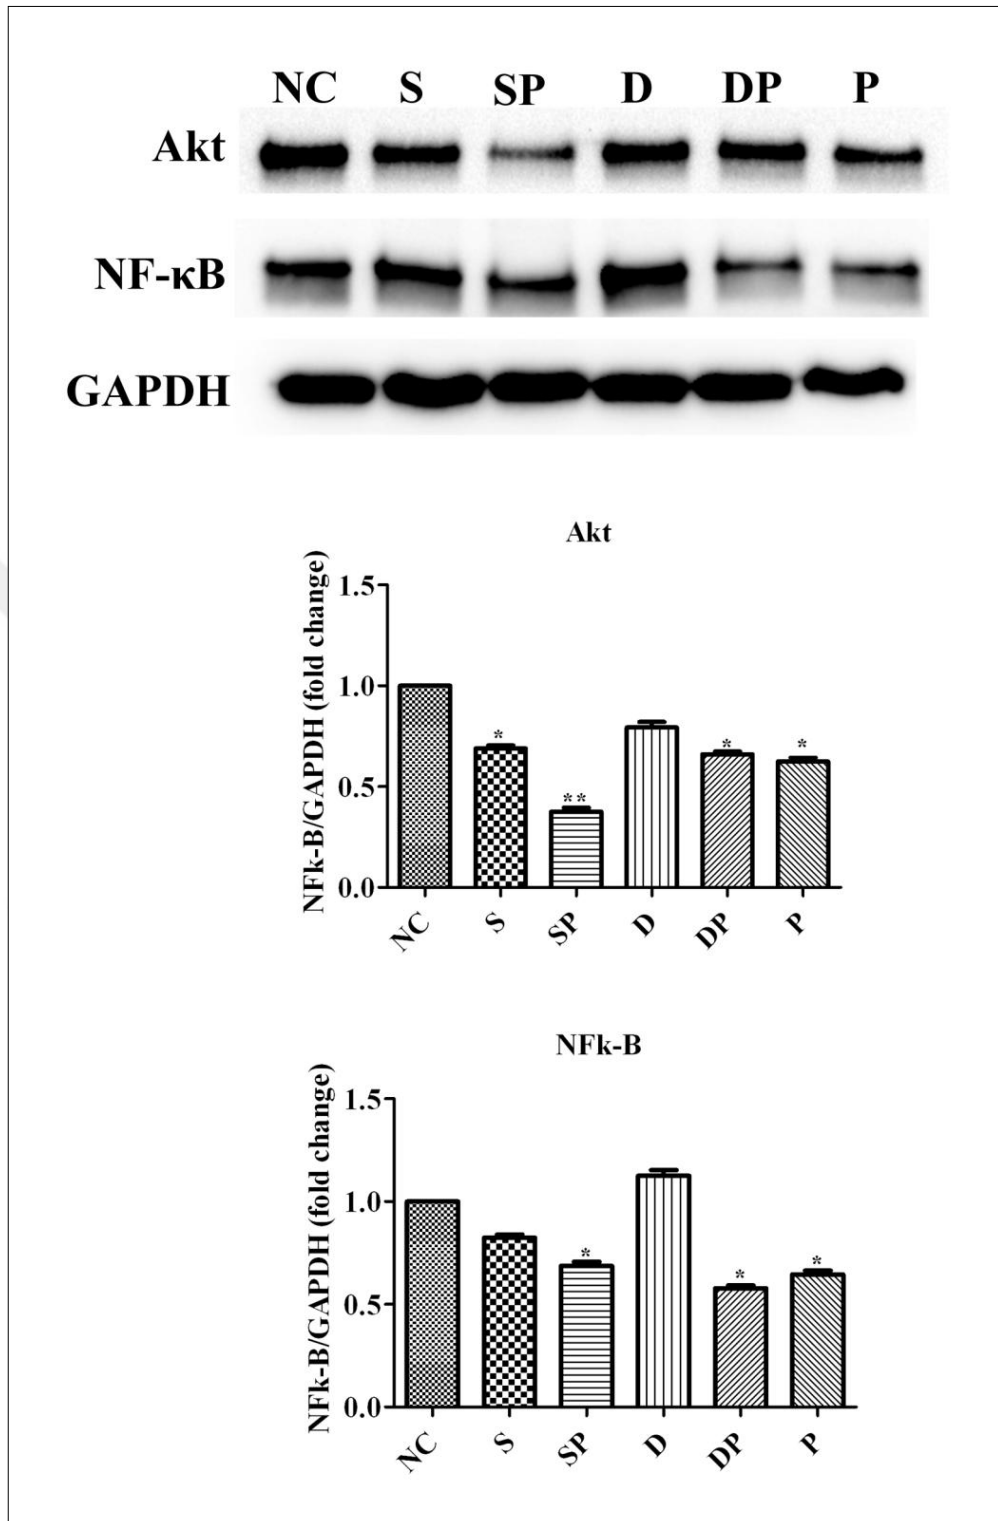 NC S SP D DP P
Akt
NF-κB
GAPDH
Akt
NFk-B/GAPDH (fold change)
1.5
1.0
0.5
0.0
*
**
*
*
NC S SP D DP P
NFk-B
NFk-B/GAPDH (fold change)
1.5
1.0
0.5
0.0
*
*
*
NC S SP D DP P